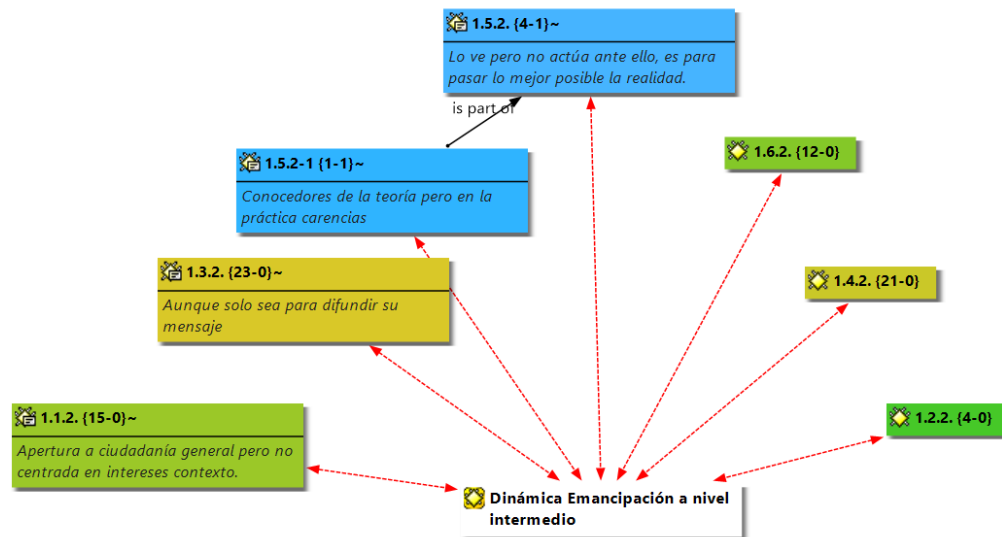 1.5.2. {4-1}~
Lo ve pero no actúa ante ello, es para
pasar lo mejor posible la realidad.
is part of
1.6.2. {12-0}
1.5.2-1 {1-1}~
Conocedores de la teoría pero en la
práctica carencias
1.3.2. {23-0}~
Aunque solo sea para difundir su
mensaje
1.4.2. {21-0}
1.1.2. {15-0}~
Apertura a ciudadanía general pero no
centrada en intereses contexto.
1.2.2. {4-0}
Dinámica Emancipación a nivel
intermedio